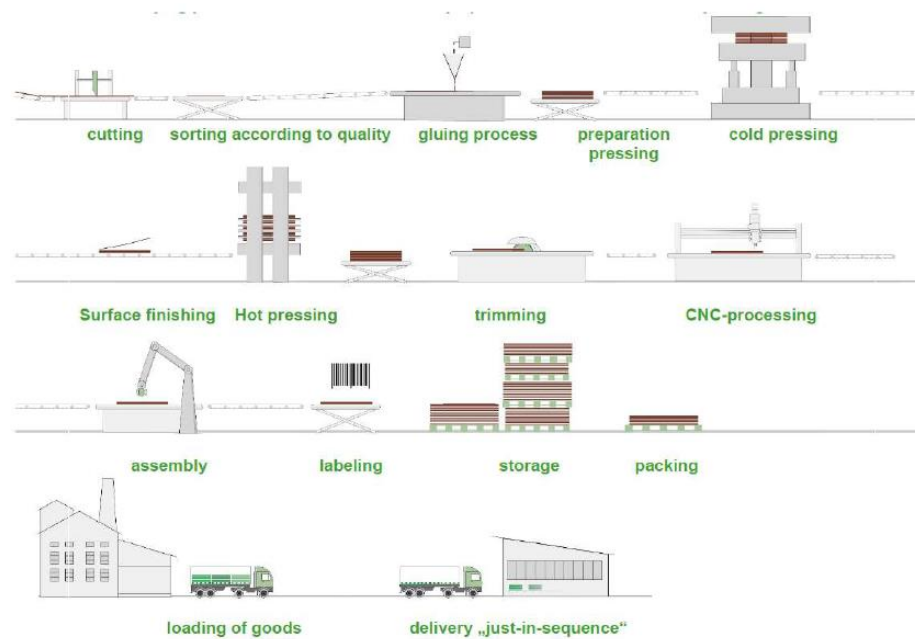 cutting
sorting according to quality
gluing process
preparation
pressing
cold pressing
Surface finishing
Hot pressing
trimming
CNC-processing
assembly
labeling
storage
packing
loading of goods
delivery „just-in-sequence“